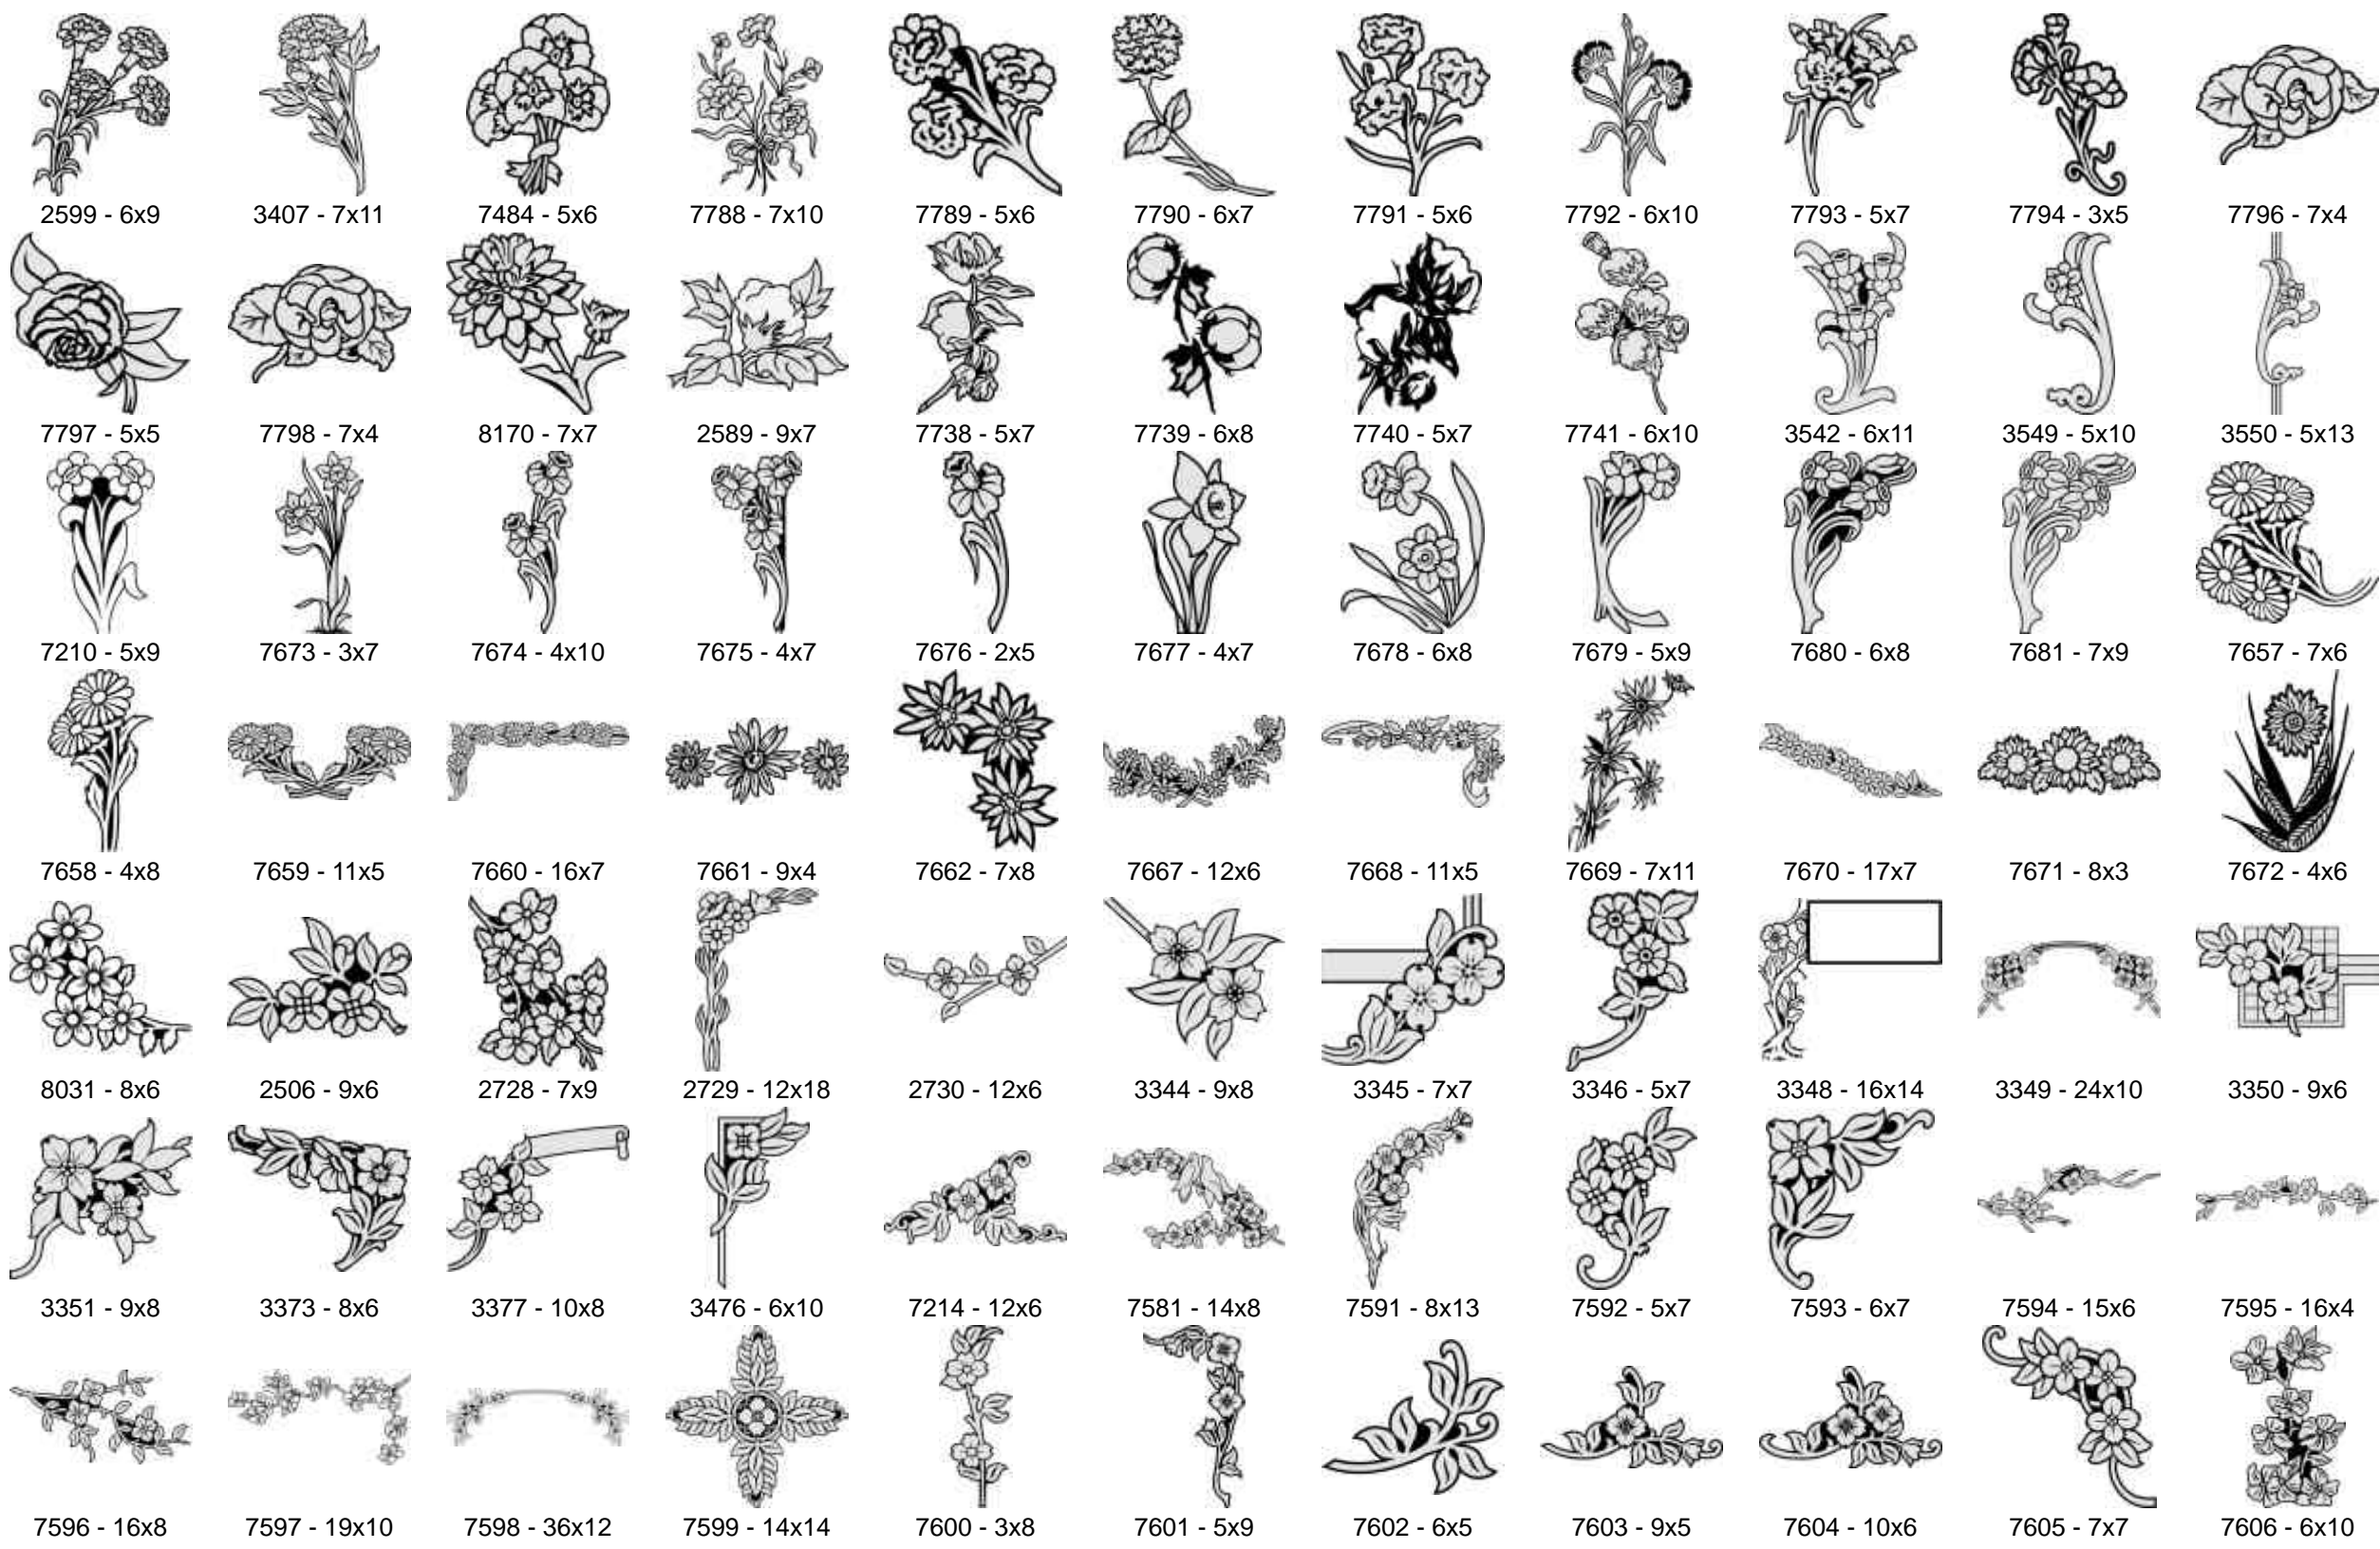 2599 - 6x9 3407 - 7x11 7484 - 5x6 7788 - 7x10 7789 - 5x6 7790 - 6x7 7791 - 5x6 7792 - 6x10 7793 - 5x7 7794 - 3x5 7796 - 7x4
7797 - 5x5 7798 - 7x4 8170 - 7x7 2589 - 9x7 7738 - 5x7 7739 - 6x8 7740 - 5x7 7741 - 6x10 3542 - 6x11 3549 - 5x10 3550 - 5x13
7210 - 5x9 7673 - 3x7 7674 - 4x10 7675 - 4x7 7676 - 2x5 7677 - 4x7 7678 - 6x8 7679 - 5x9 7680 - 6x8 7681 - 7x9 7657 - 7x6
7658 - 4x8 7659 - 11x5 7660 - 16x7 7661 - 9x4 7662 - 7x8 7667 - 12x6 7668 - 11x5 7669 - 7x11 7670 - 17x7 7671 - 8x3 7672 - 4x6
8031 - 8x6 2506 - 9x6 2728 - 7x9 2729 - 12x18 2730 - 12x6 3344 - 9x8 3345 - 7x7 3346 - 5x7 3348 - 16x14 3349 - 24x10 3350 - 9x6
3351 - 9x8 3373 - 8x6 3377 - 10x8 3476 - 6x10 7214 - 12x6 7581 - 14x8 7591 - 8x13 7592 - 5x7 7593 - 6x7 7594 - 15x6 7595 - 16x4
7596 - 16x8 7597 - 19x10 7598 - 36x12 7599 - 14x14 7600 - 3x8 7601 - 5x9 7602 - 6x5 7603 - 9x5 7604 - 10x6 7605 - 7x7 7606 - 6x10